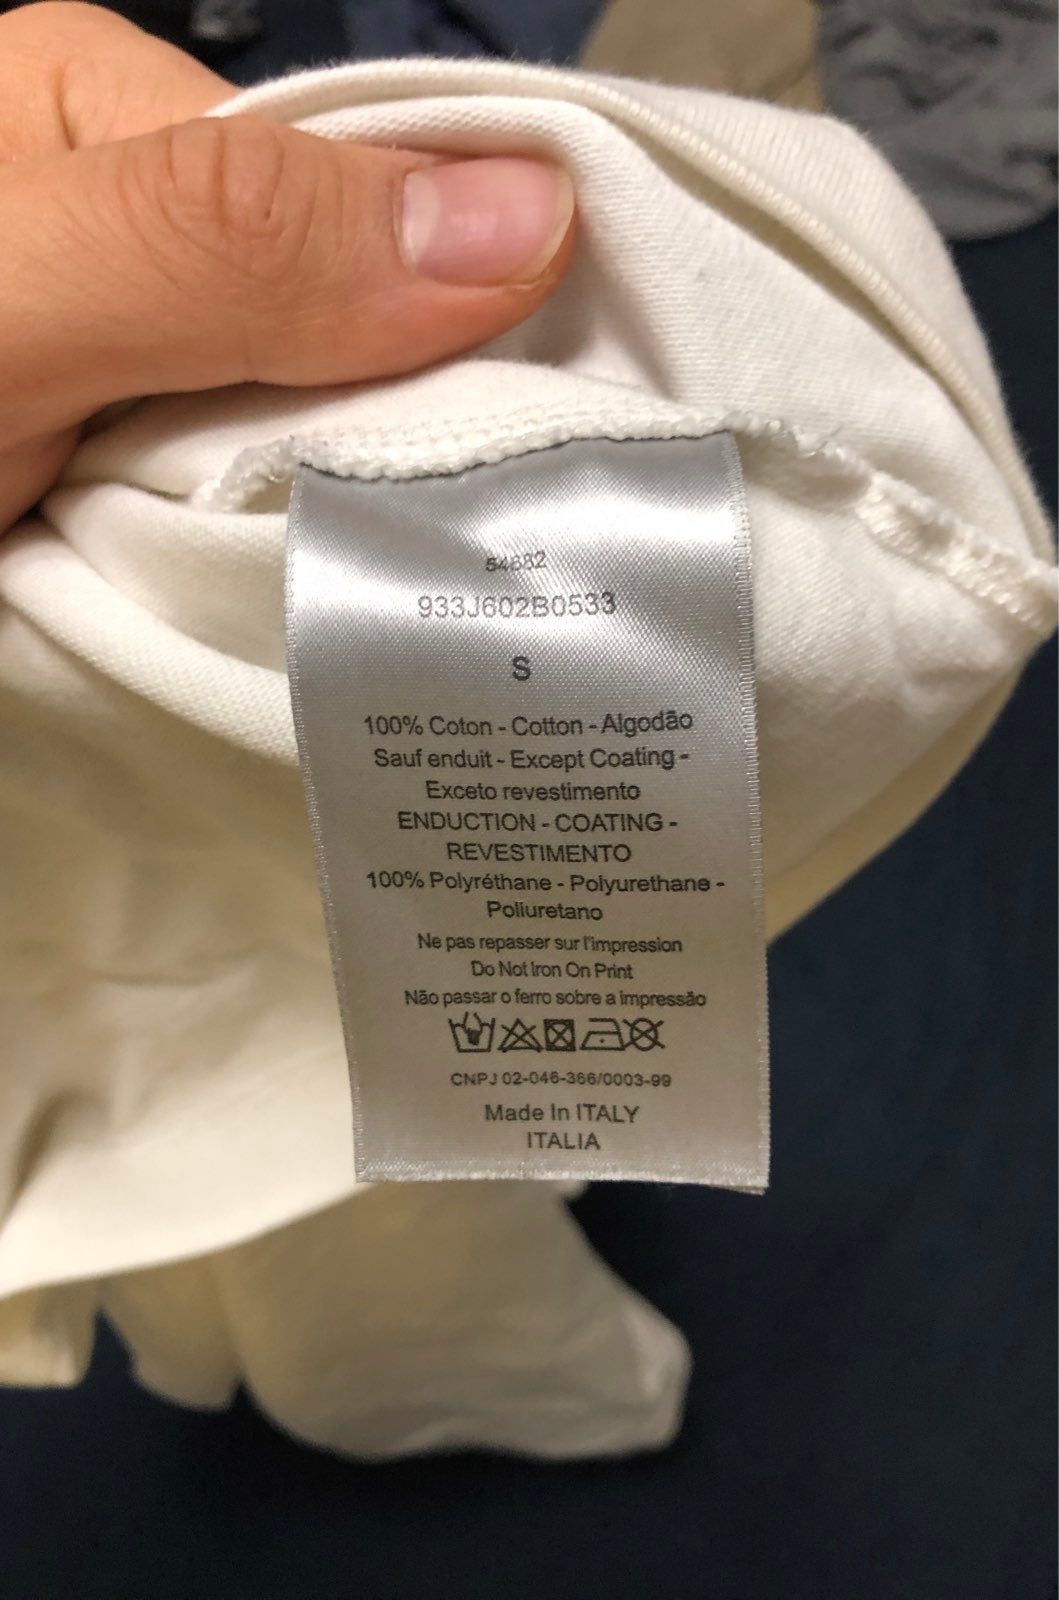 54682
933J602B0533
S
100% Coton - Cotton - Algodão
Sauf enduit - Except Coating -
Exceto revestimento
ENDUCTION - COATING -
REVESTIMENTO
100% Polyréthane - Polyurethane -
Poliuretano
Ne pas repasser sur l'impression
Do Not Iron On Print
Não passar o ferro sobre a impressão
CNPJ 02-046-366/0003-99
Made In ITALY
ITALIA